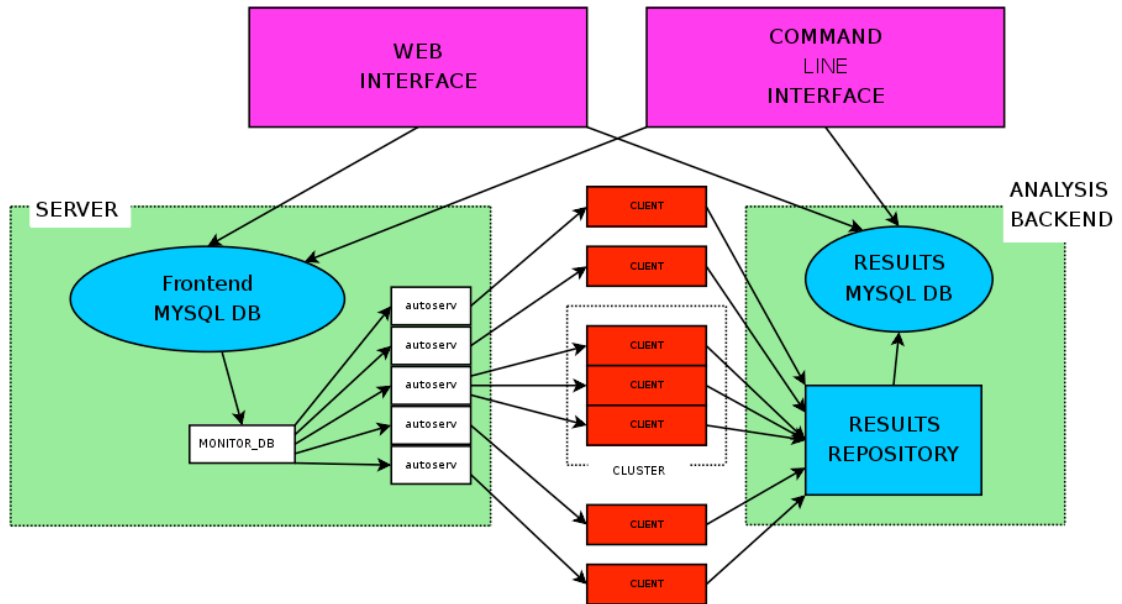 WEB
INTERFACE
COMMAND
LINE
INTERFACE
SERVER
ANALYSIS
BACKEND
Frontend
MYSQL DB
MONITOR_DB
autoserv
autoserv
autoserv
autoserv
autoserv
CLIENT
CLIENT
CLIENT
CLIENT
CLIENT
CLUSTER
CLIENT
CLIENT
RESULTS
MYSQL DB
RESULTS
REPOSITORY